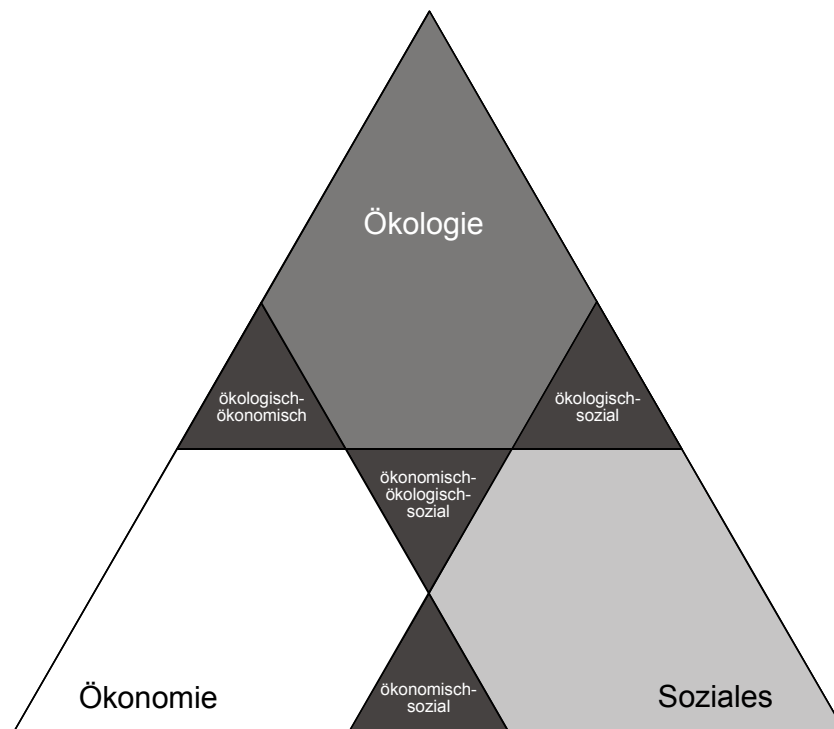 Ökologie
ökologisch-
ökonomisch
ökologisch-
sozial
ökonomisch-
ökologisch-
sozial
Ökonomie
ökonomisch-
sozial
Soziales